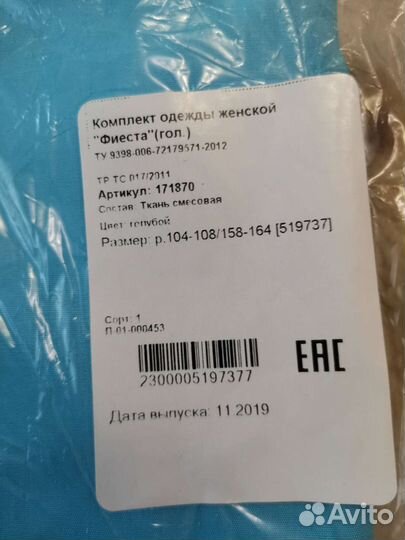 Комплект одежды женской
"Фиеста"(гол.)
ТУ 9398-006-72179571-2012
ТР ТС 017/2011
Артикул: 171870
Состав: Ткань смесовая
Цвет: голубой
Размер: р.104-108/158-164 [519737]
Сорт: 1
П-01-000453
2300005197377
ЕАС
Дата выпуска: 11.2019
Avito